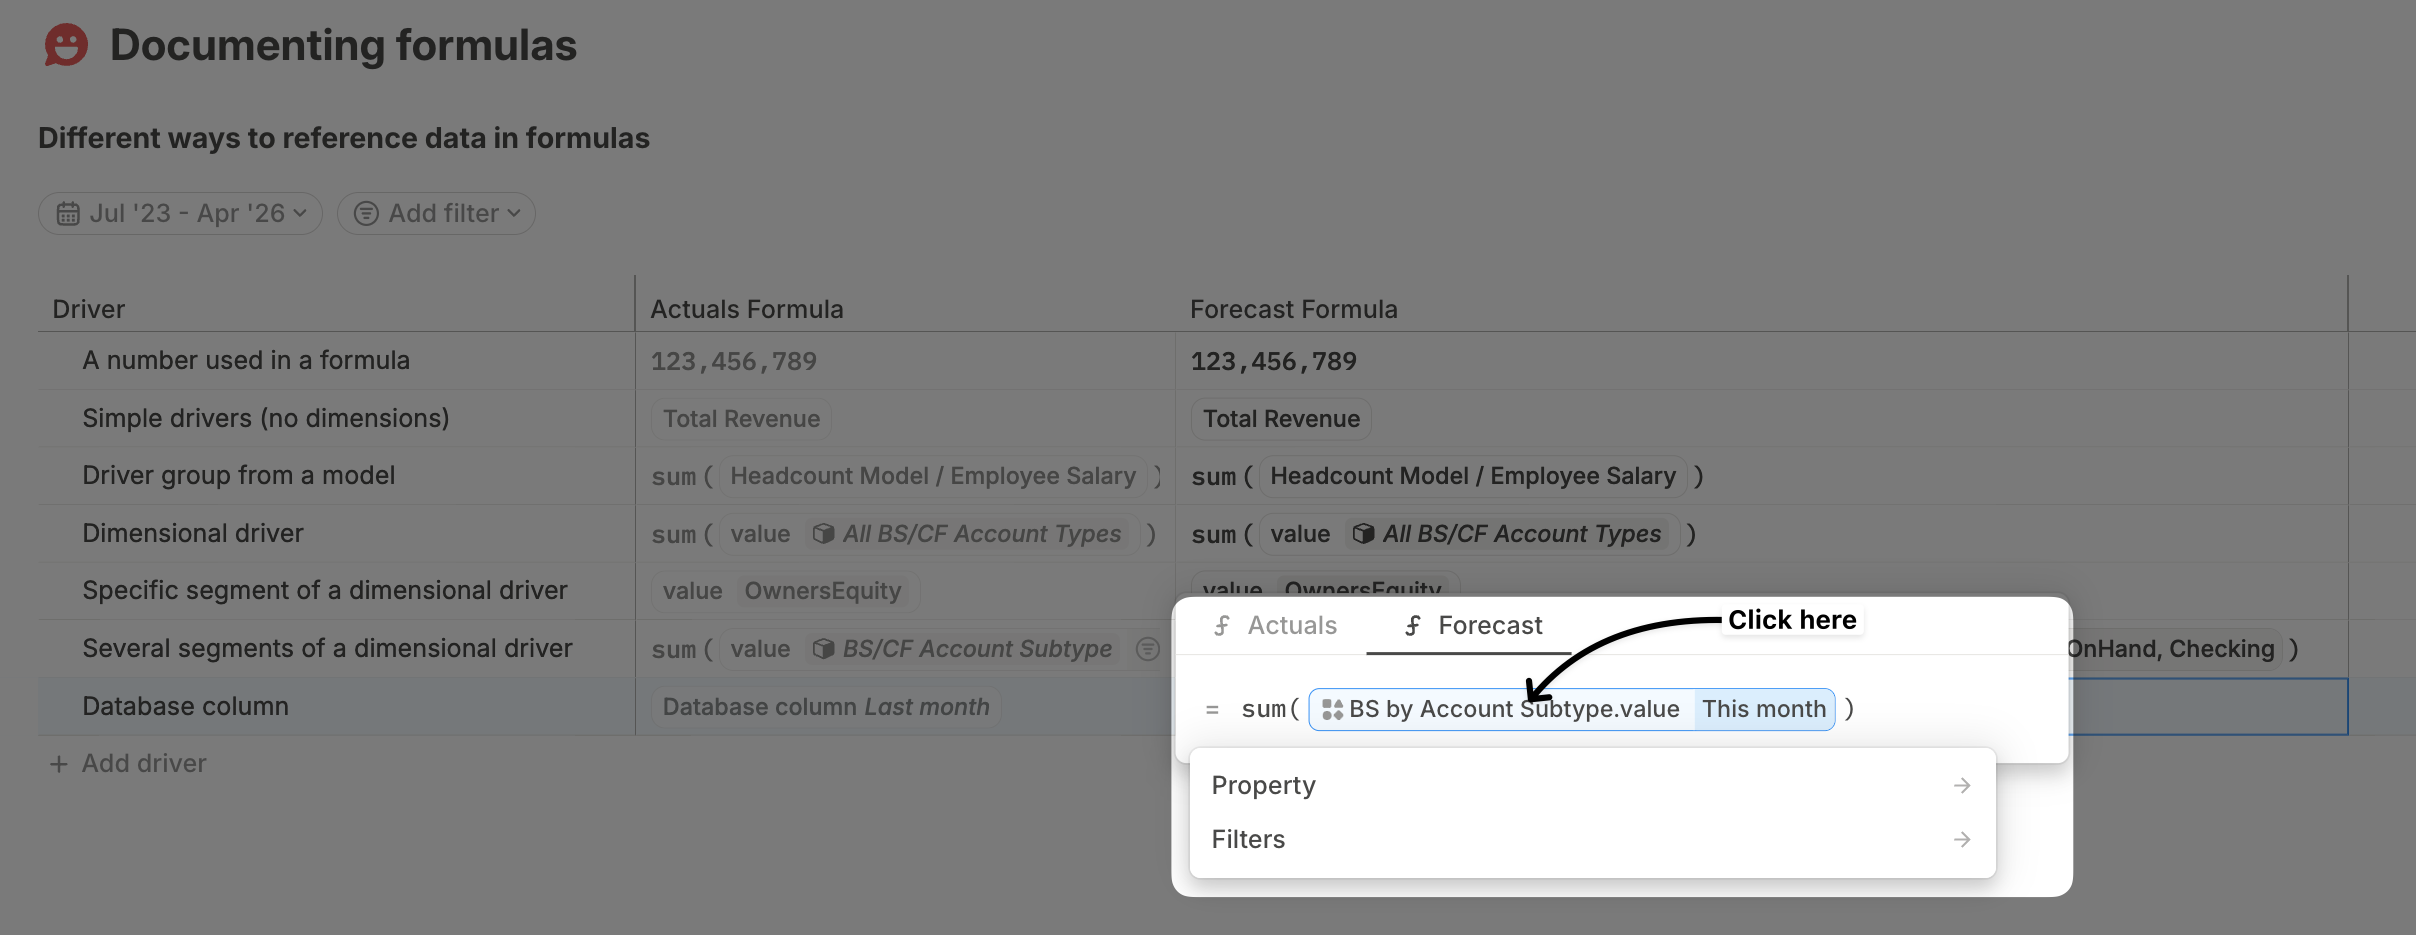 Documenting formulas
Different ways to reference data in formulas
Jul '23 - Apr '26 Add filter
Driver Actuals Formula Forecast Formula
A number used in a formula 123,456,789 123,456,789
Simple drivers (no dimensions) Total Revenue Total Revenue
Driver group from a model sum ( Headcount Model / Employee Salary ) sum ( Headcount Model / Employee Salary )
Dimensional driver sum ( value All BS/CF Account Types ) sum ( value All BS/CF Account Types )
Specific segment of a dimensional driver value OwnersEquity value OwnersEquity
Actuals Forecast Click here
Several segments of a dimensional driver sum ( value BS/CF Account Subtype OnHand, Checking )
Database column Database column Last month = sum( BS by Account Subtype.value This month )
+ Add driver
Property
Filters